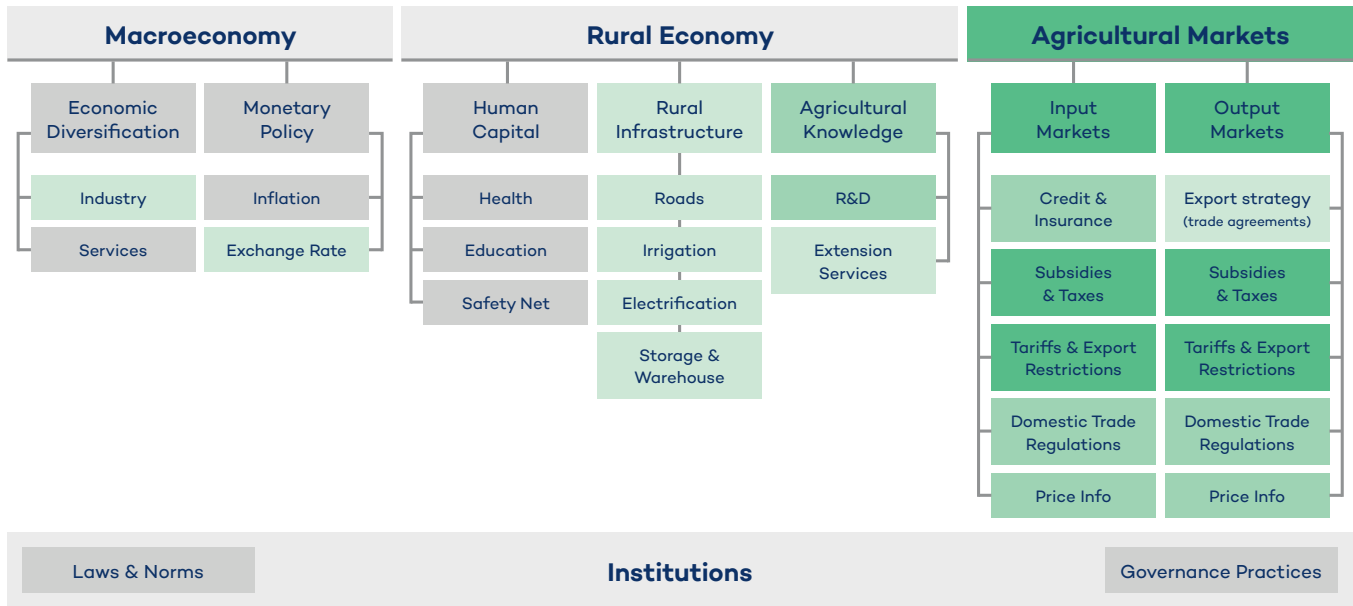 Macroeconomy
Economic
Diversification
Industry
Services
Monetary
Policy
Inflation
Exchange Rate
Rural Economy
Human
Capital
Health
Education
Safety Net
Rural
Infrastructure
Roads
Irrigation
Electrification
Storage &
Warehouse
Agricultural
Knowledge
R&D
Extension
Services
Agricultural Markets
Input
Markets
Credit &
Insurance
Subsidies
& Taxes
Tariffs & Export
Restrictions
Domestic Trade
Regulations
Price Info
Output
Markets
Export strategy
(trade agreements)
Subsidies
& Taxes
Tariffs & Export
Restrictions
Domestic Trade
Regulations
Price Info
Laws & Norms
Institutions
Governance Practices